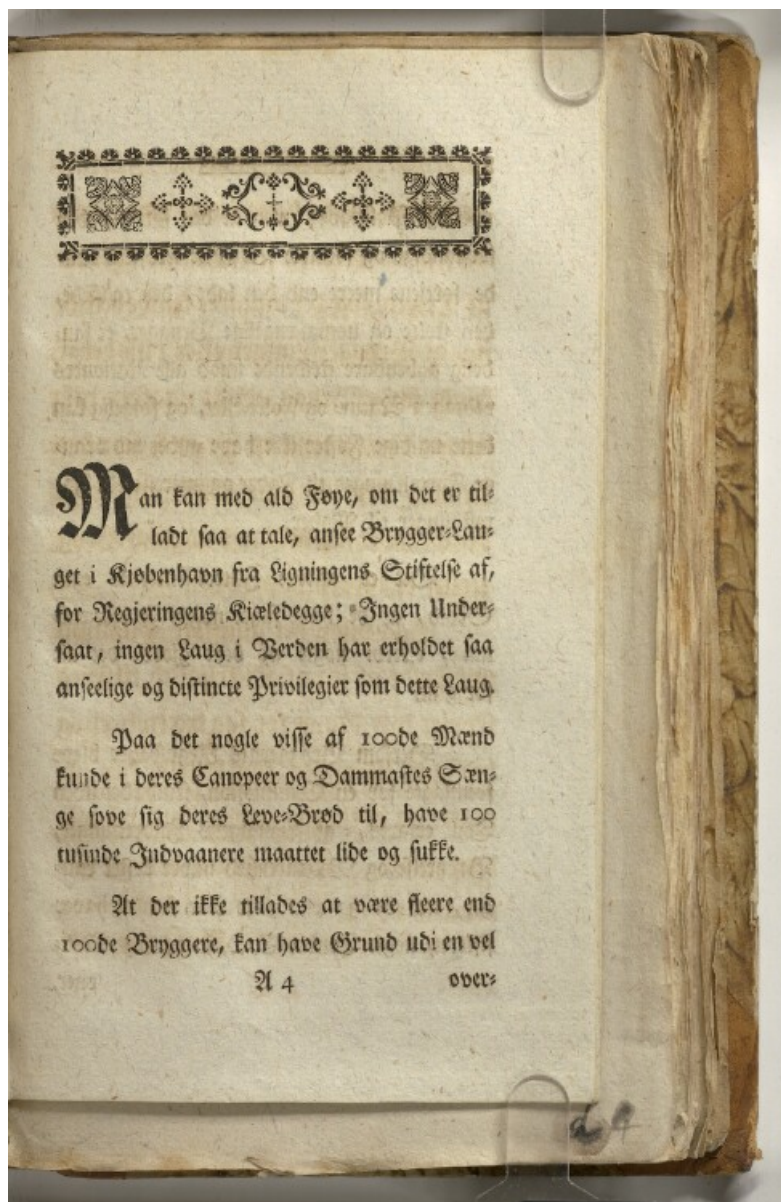 Man kan med ald Føye, om det er til-
ladt saa at tale, ansee Brygger-Lau-
get i Kjøbenhavn fra Ligningens Stiftelse af,
for Regjeringens Kiæledegge; Ingen Under-
saat, ingen Laug i Verden har erholdet saa
anseelige og distincte Privilegier som dette Laug.
Paa det nogle visse af 100de Mænd
kunde i deres Canopeer og Dammastes Sæn-
ge sove sig deres Leve-Brød til, have 100
tusinde Indvaanere maattet lide og sukke.
At der ikke tillades at være fleere end
100de Bryggere, kan have Grund udi en vel
A 4 over-